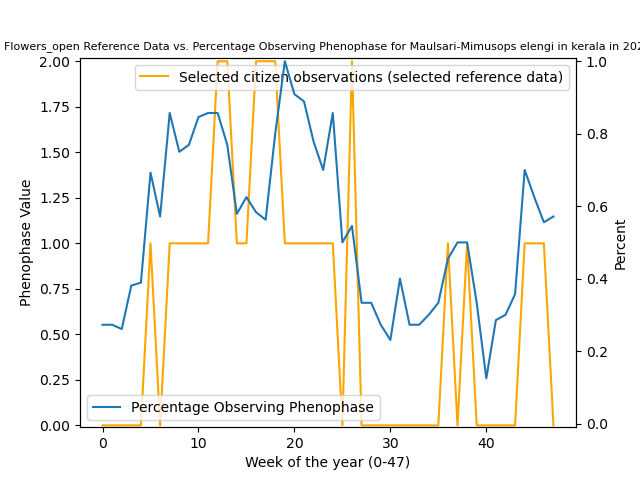 Flowers_open Reference Data vs. Percentage Observing Phenophase for Maulsari-Mimusops elengi in kerala in 202
Selected citizen observations (selected reference data)
2.00
1.75
1.50
1.25
1.00
0.75
0.50
0.25
0.00
Phenophase Value
1.0
0.8
0.6
0.4
0.2
0.0
Percent
Percentage Observing Phenophase
0 10 20 30 40
Week of the year (0-47)